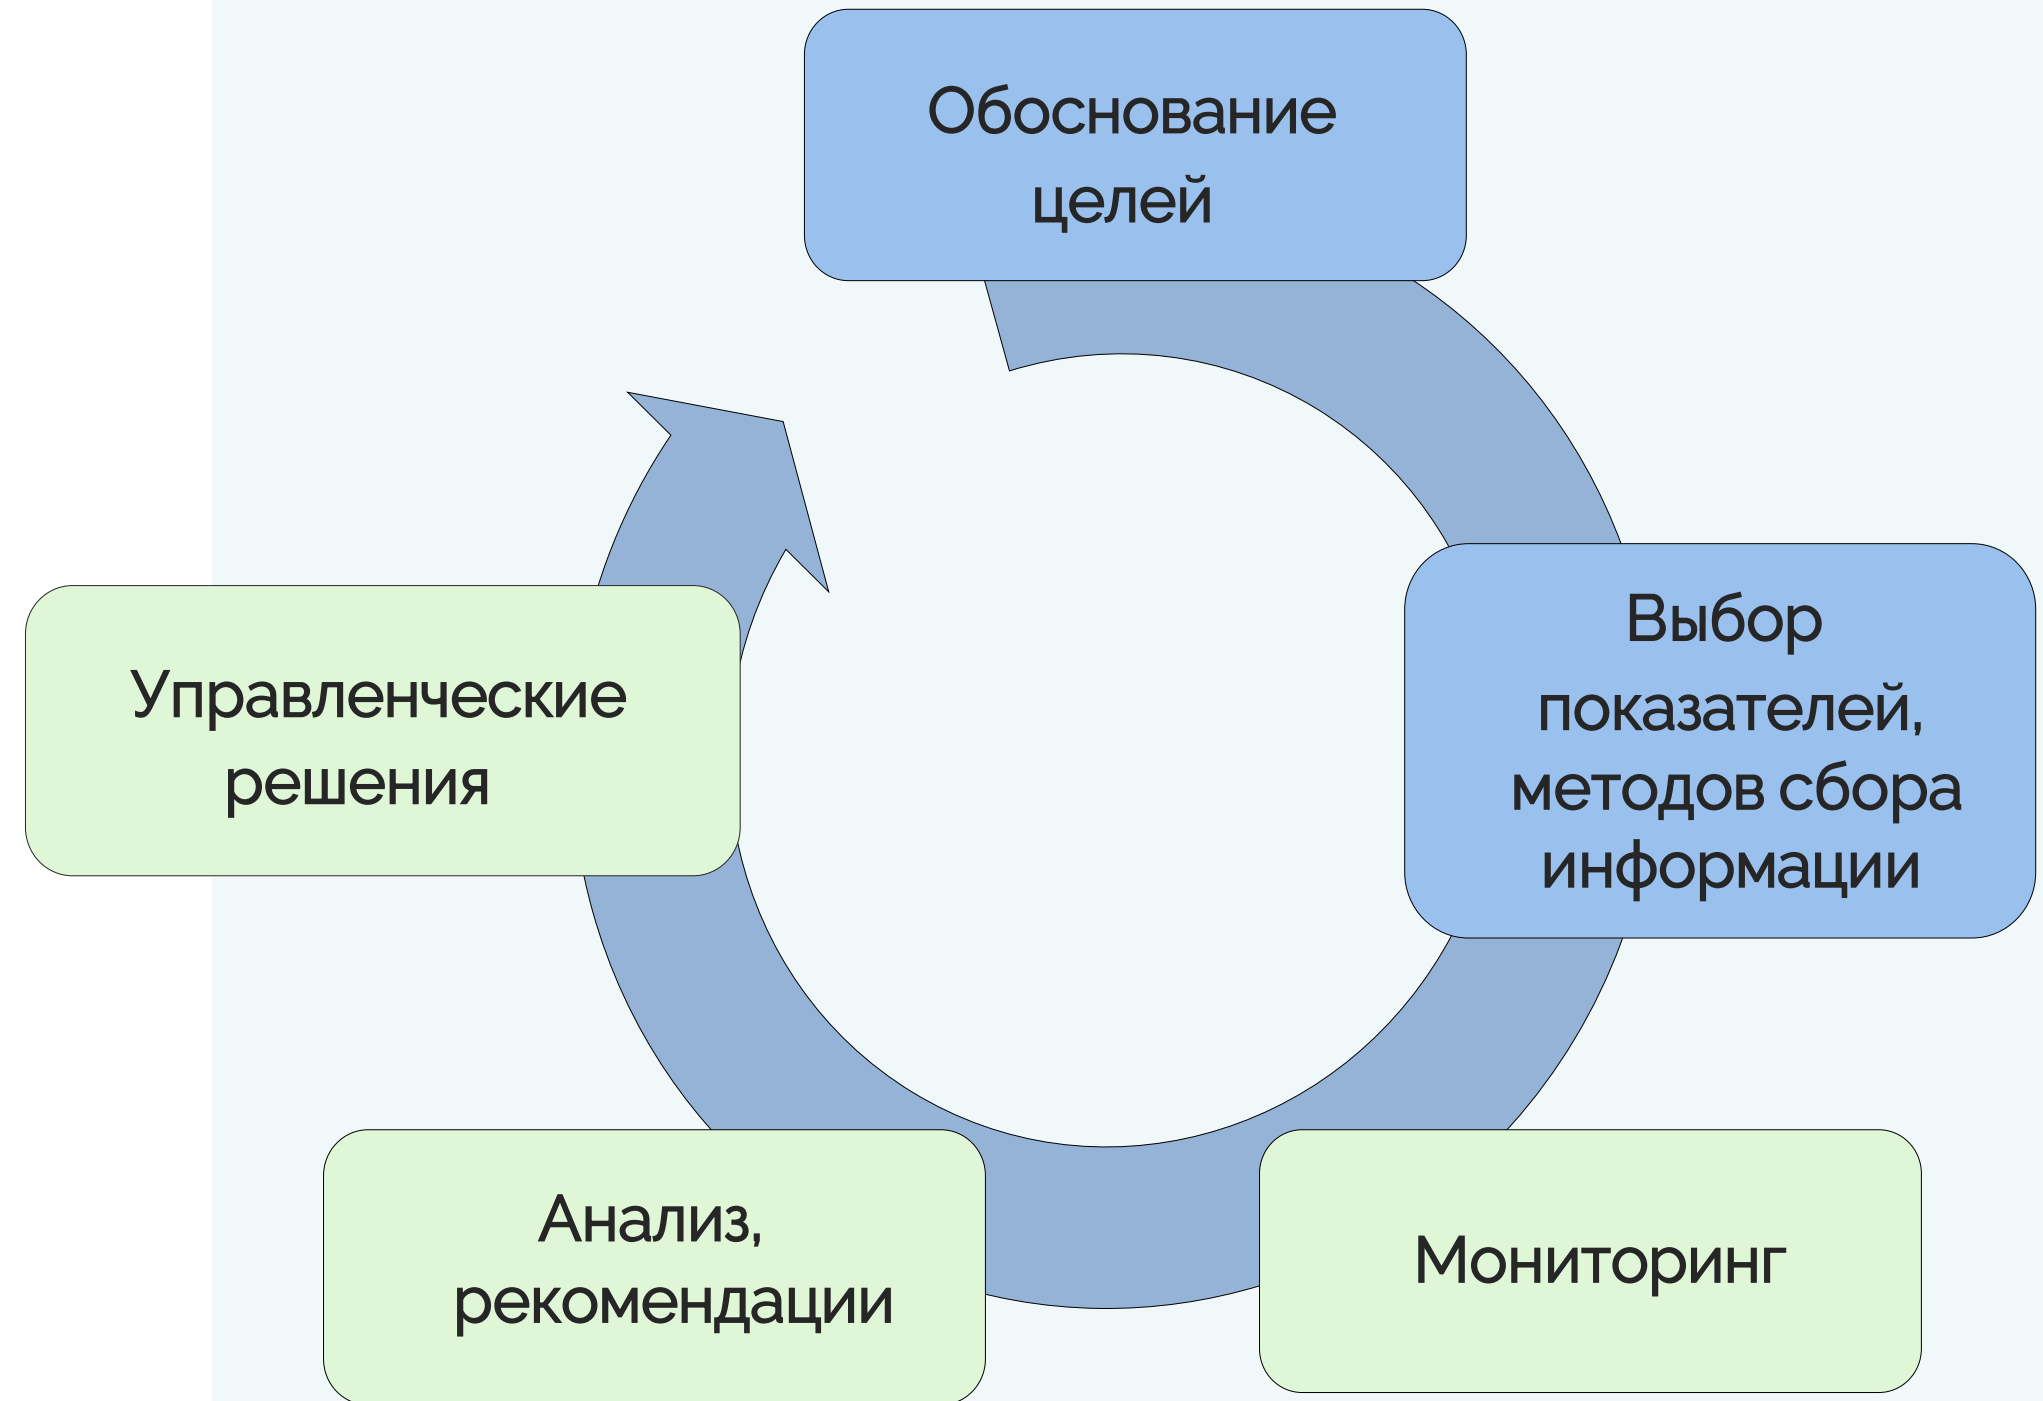 Обоснование
целей
Выбор
показателей,
методов сбора
информации
Мониторинг
Анализ,
рекомендации
Управленческие
решения